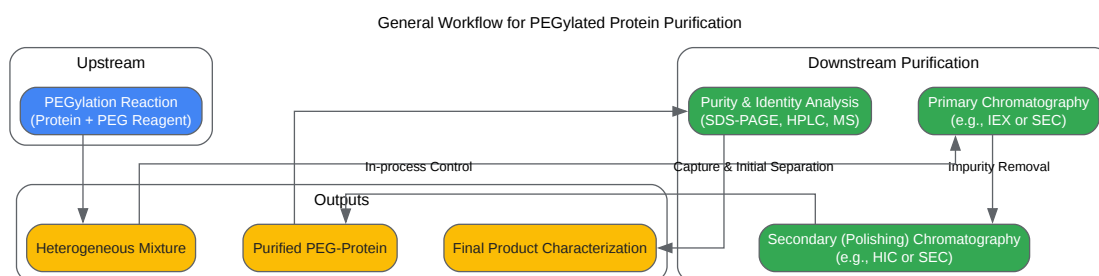 General Workflow for PEGylated Protein Purification
Upstream
Downstream Purification
PEGylation Reaction
(Protein + PEG Reagent)
Purity & Identity Analysis
(SDS-PAGE, HPLC, MS)
Primary Chromatography
(e.g., IEX or SEC)
In-process Control
Capture & Initial Separation
Impurity Removal
Outputs
Heterogeneous Mixture
Purified PEG-Protein
Final Product Characterization
Secondary (Polishing) Chromatography
(e.g., HIC or SEC)